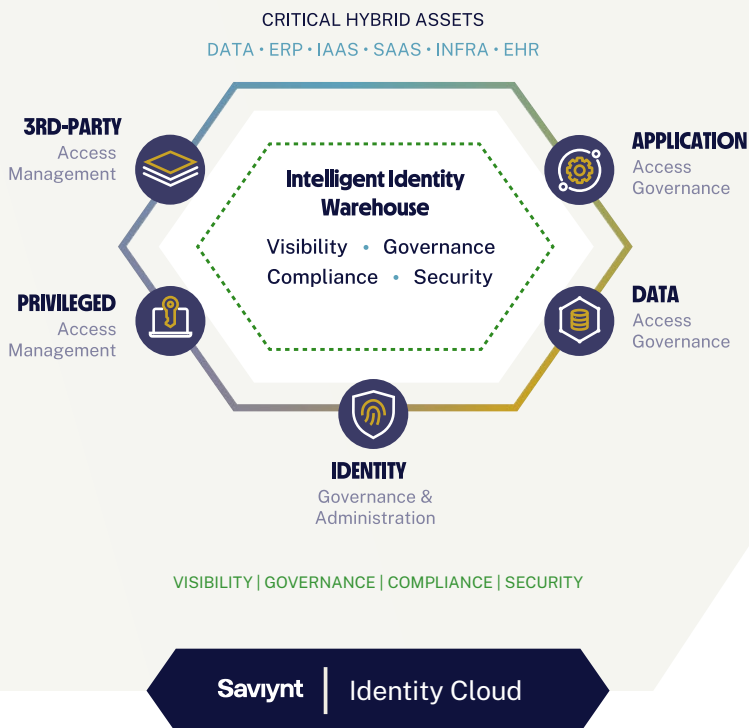 CRITICAL HYBRID ASSETS
DATA • ERP • IAAS • SAAS • INFRA • EHR
3RD-PARTY
Access
Management
APPLICATION
Access
Governance
Intelligent Identity
Warehouse
Visibility • Governance
Compliance • Security
PRIVILEGED
Access
Management
DATA
Access
Governance
IDENTITY
Governance &
Administration
VISIBILITY | GOVERNANCE | COMPLIANCE | SECURITY
Saviynt | Identity Cloud